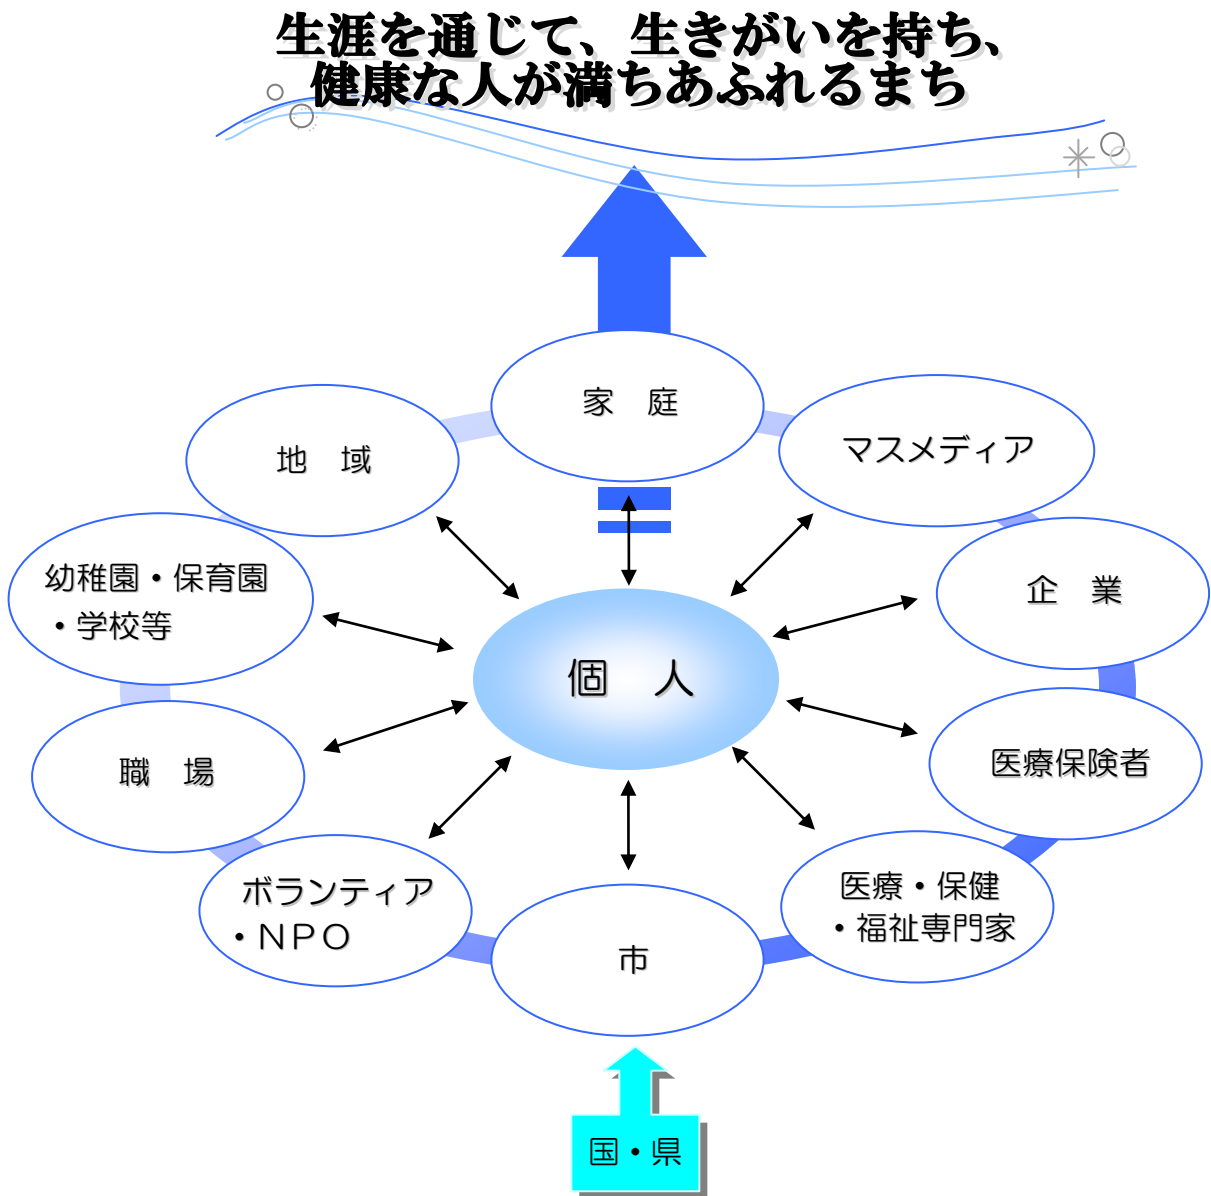 生涯を通じて、生きがいを持ち、
健康な人が満ちあふれるまち
家　庭
地　域
マスメディア
幼稚園・保育園
・学校等
企　業
個　人
職　場
医療保険者
ボランティア
・ＮＰＯ
医療・保健
・福祉専門家
市
国・県